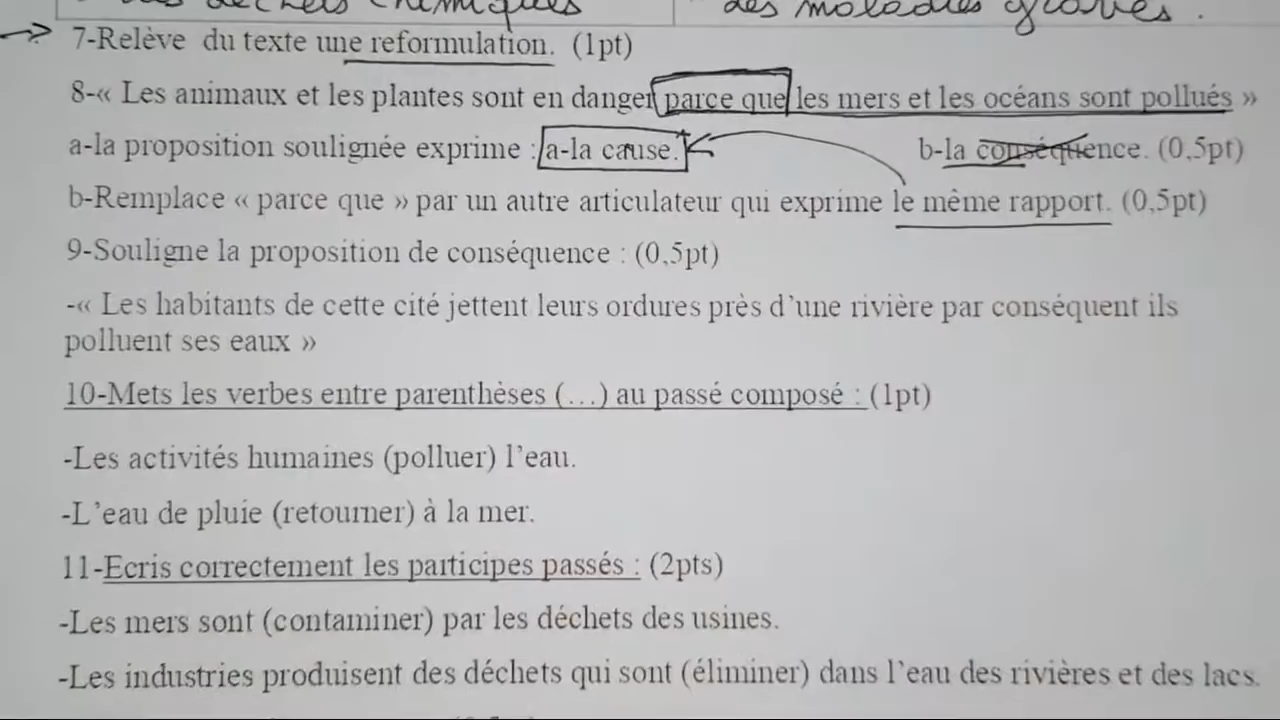 des déchets chimiques des maladies graves.
7-Relève du texte une reformulation. (1pt)
8-« Les animaux et les plantes sont en danger parce que les mers et les océans sont pollués »
a-la proposition soulignée exprime : a-la cause. b-la conséquence. (0,5pt)
b-Remplace « parce que » par un autre articulateur qui exprime le même rapport. (0,5pt)
9-Souligne la proposition de conséquence : (0,5pt)
-« Les habitants de cette cité jettent leurs ordures près d’une rivière par conséquent ils
polluent ses eaux »
10-Mets les verbes entre parenthèses (…) au passé composé : (1pt)
-Les activités humaines (polluer) l’eau.
-L’eau de pluie (retourner) à la mer.
11-Ecris correctement les participes passés : (2pts)
-Les mers sont (contaminer) par les déchets des usines.
-Les industries produisent des déchets qui sont (éliminer) dans l’eau des rivières et des lacs.